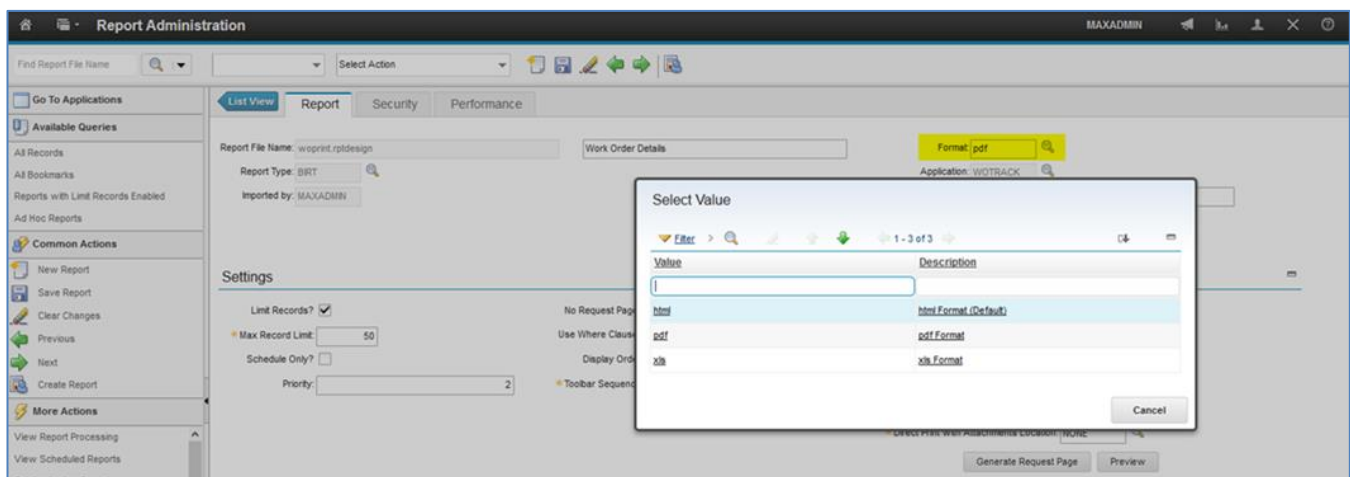 Report Administration
MAXADMIN
Find Report File Name
Select Action
Go To Applications
Available Queries
All Records
All Bookmarks
Reports with Limit Records Enabled
Ad Hoc Reports
Common Actions
New Report
Save Report
Clear Changes
Previous
Next
Create Report
More Actions
View Report Processing
View Scheduled Reports
List View Report Security Performance
Report File Name: woprint.rptdesign Work Order Details Format: pdf
Report Type: BIRT Application: WOTRACK
Imported by: MAXADMIN
Settings
Limit Records? No Request Page
* Max Record Limit: 50 Use Where Claus
Schedule Only? Display Ord
Priority: 2 * Toolbar Sequenc
Select Value
Filter > 1 - 3 of 3
Value Description
html html Format (Default)
pdf pdf Format
xls xls Format
Cancel
* Direct Print With Attachments Location: NONE
Generate Request Page Preview